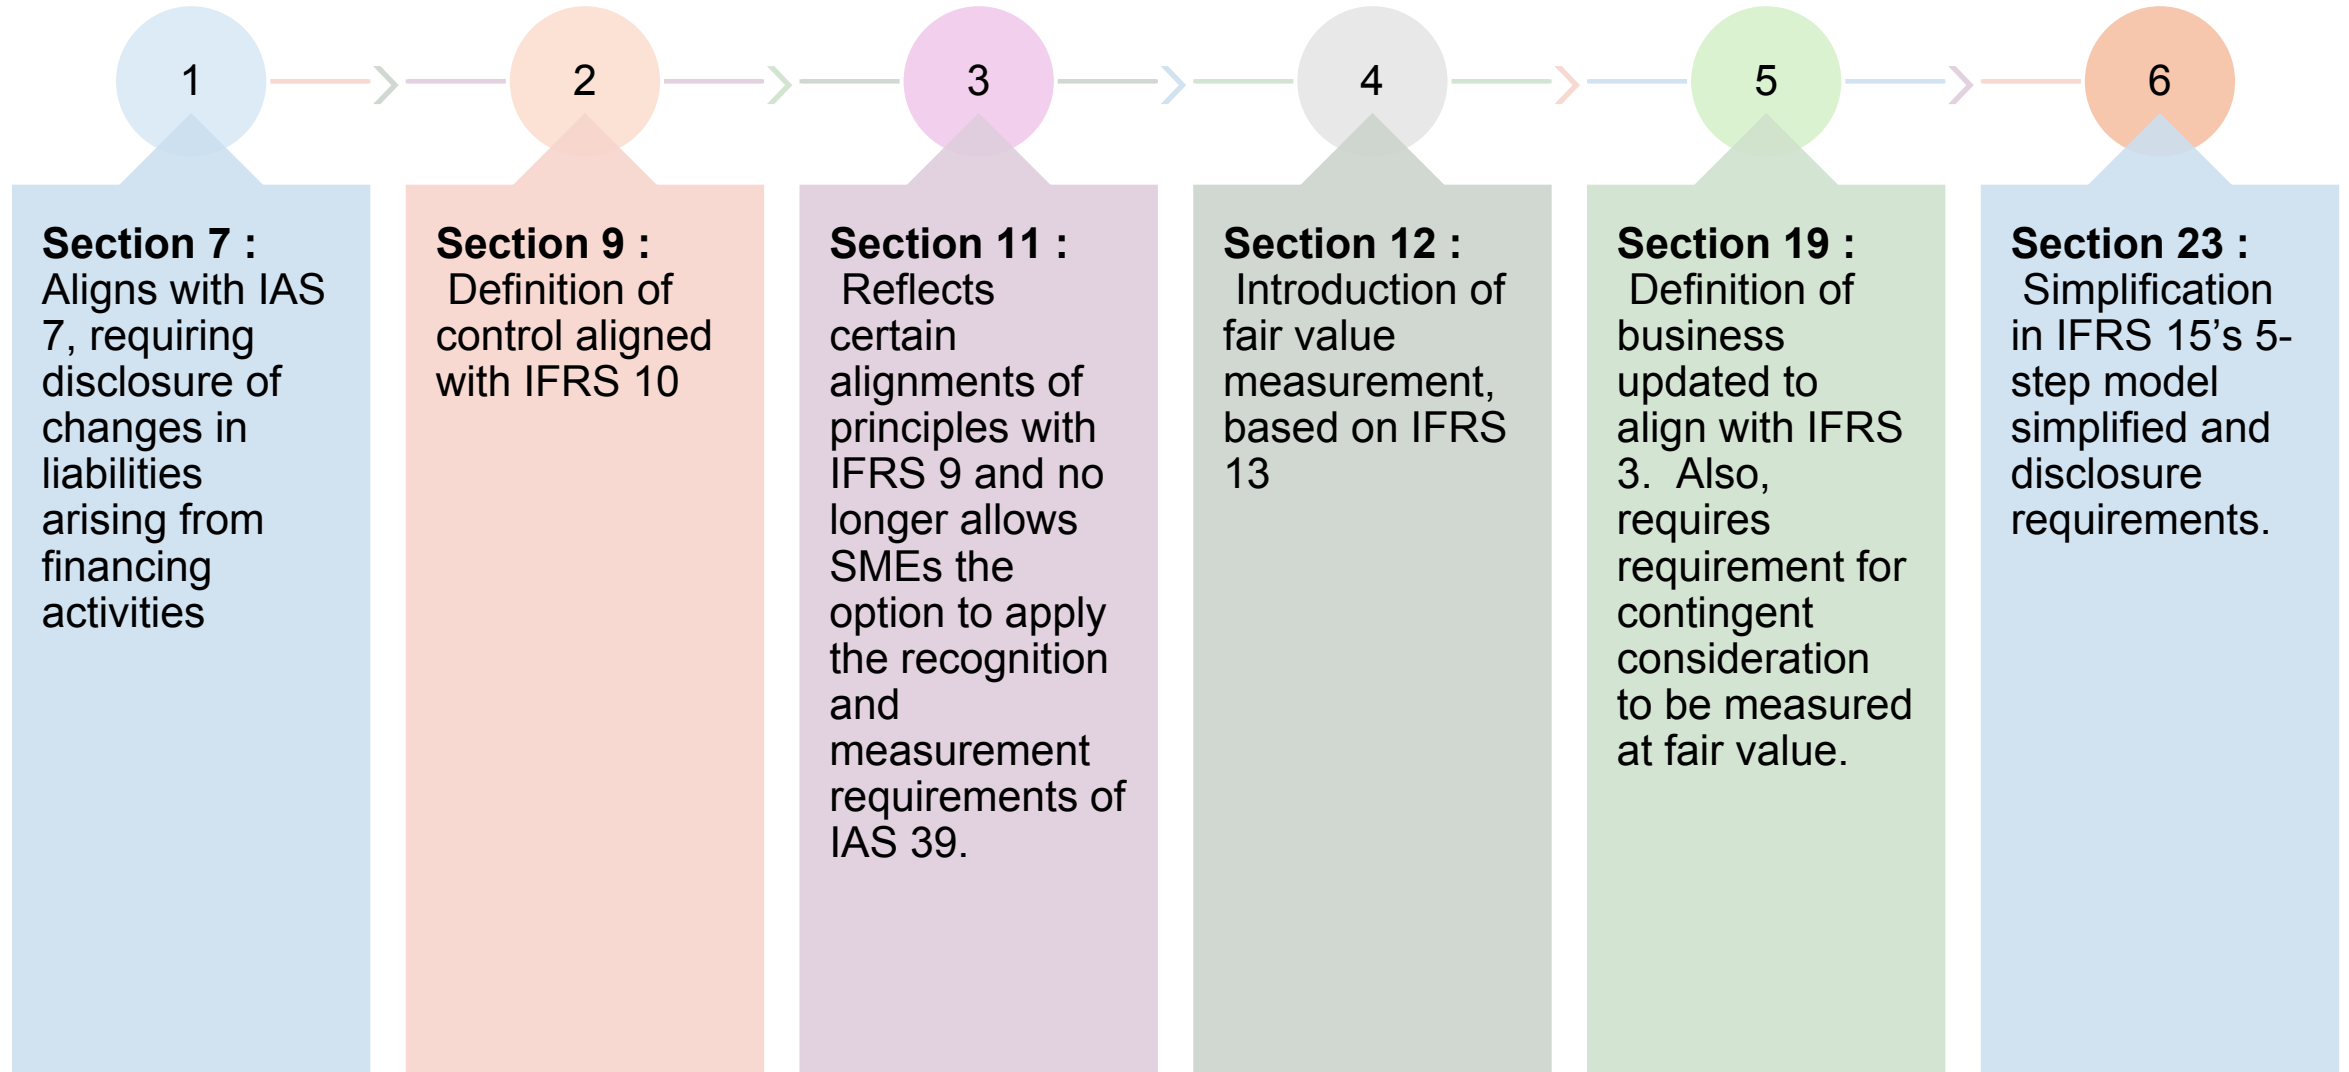 1
2
3
4
5
6
Section 7 :
Aligns with IAS
7, requiring
disclosure of
changes in
liabilities
arising from
financing
activities
Section 9 :
Definition of
control aligned
with IFRS 10
Section 11 :
Reflects
certain
alignments of
principles with
IFRS 9 and no
longer allows
SMEs the
option to apply
the recognition
and
measurement
requirements of
IAS 39.
Section 12 :
Introduction of
fair value
measurement,
based on IFRS
13
Section 19 :
Definition of
business
updated to
align with IFRS
3.  Also,
requires
requirement for
contingent
consideration
to be measured
at fair value.
Section 23 :
Simplification
in IFRS 15’s 5-
step model
simplified and
disclosure
requirements.